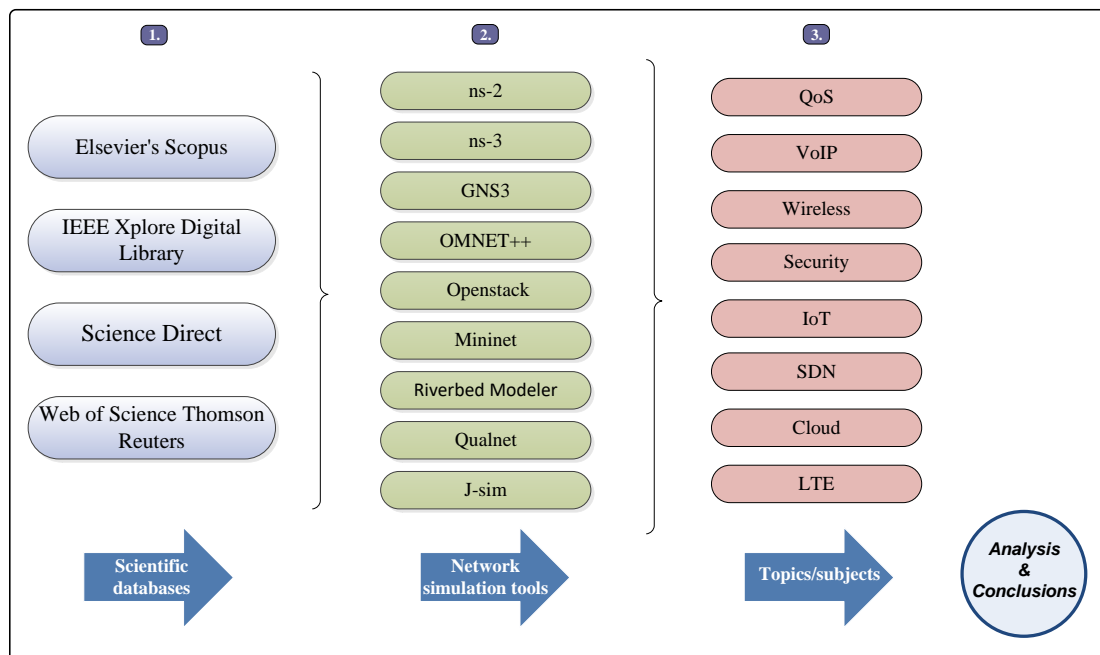 1.
Elsevier's Scopus
IEEE Xplore Digital
Library
Science Direct
Web of Science Thomson
Reuters
Scientific
databases
2.
ns-2
ns-3
GNS3
OMNET++
Openstack
Mininet
Riverbed Modeler
Qualnet
J-sim
Network
simulation tools
3.
QoS
VoIP
Wireless
Security
IoT
SDN
Cloud
LTE
Topics/subjects
Analysis
&
Conclusions